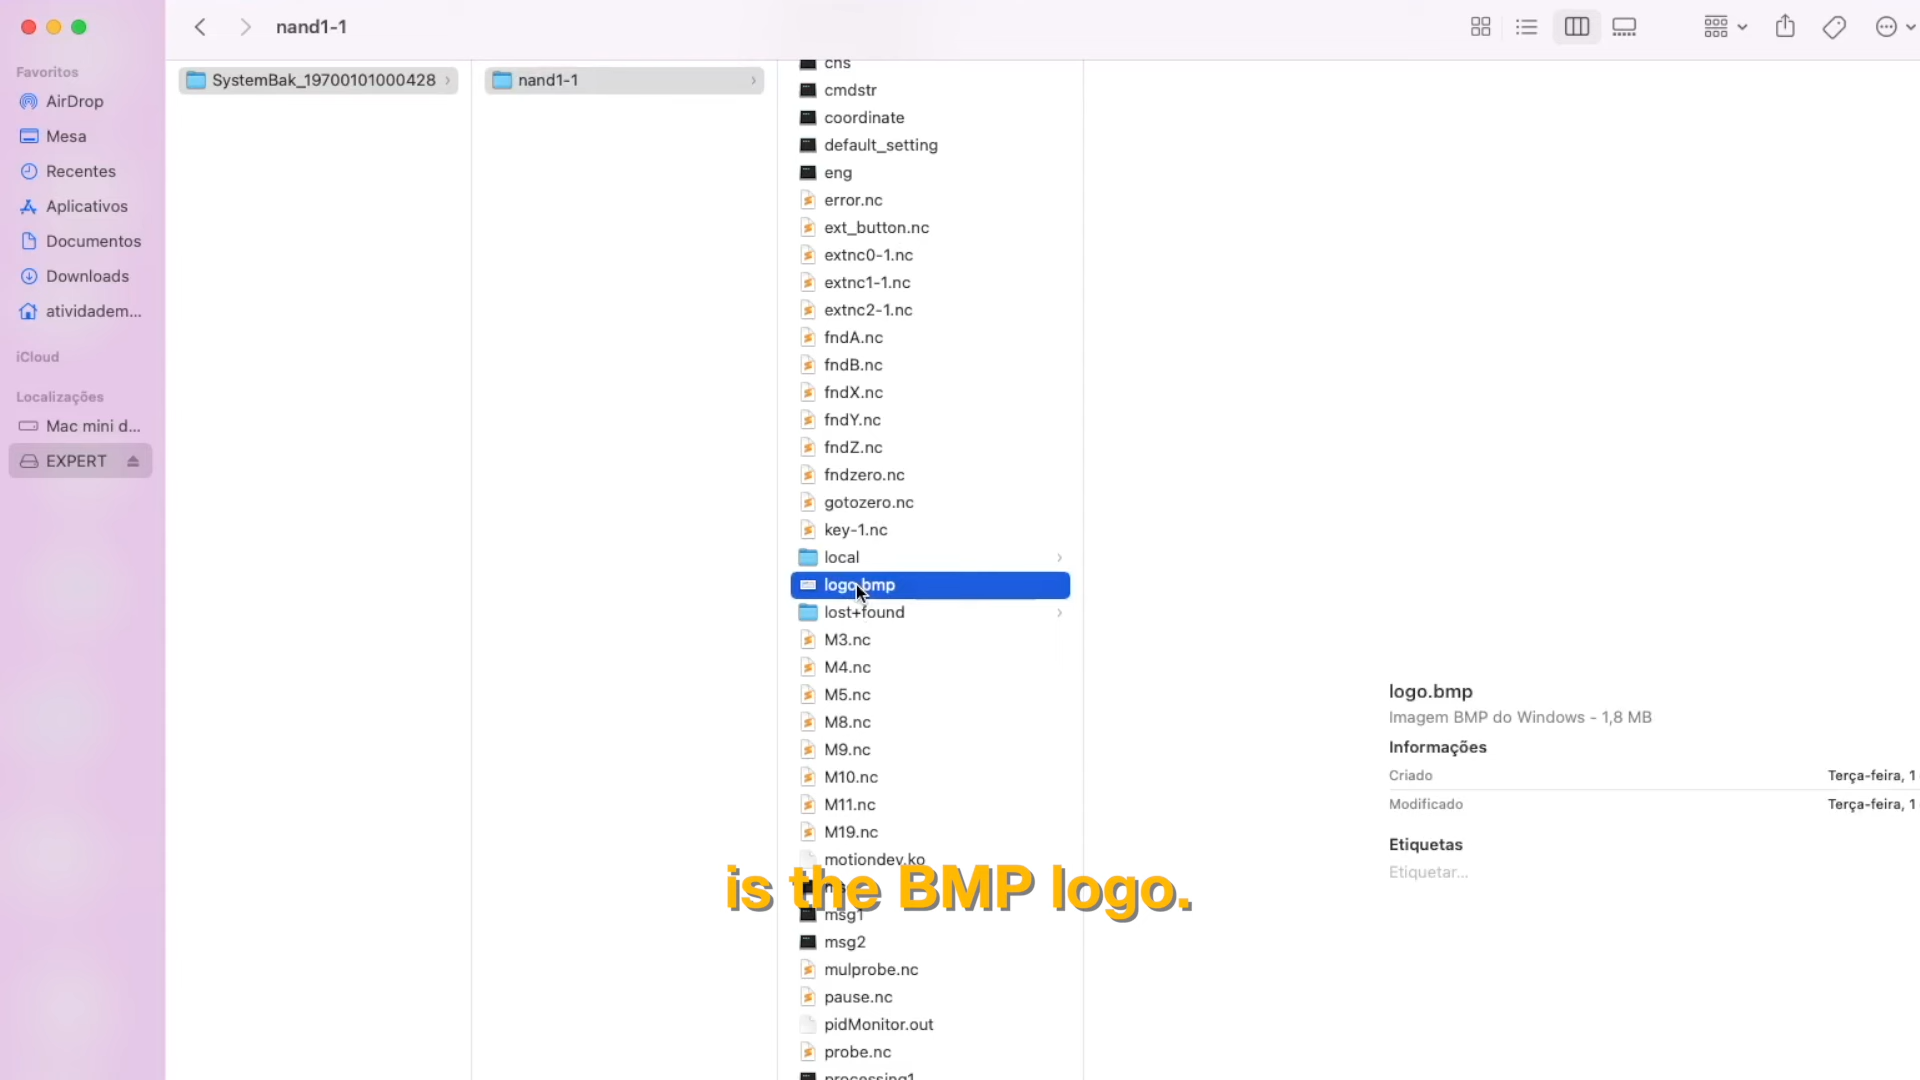 nand1-1
Favoritos
AirDrop
Mesa
Recentes
Aplicativos
Documentos
Downloads
atividadem...
iCloud
Localizações
Mac mini d...
EXPERT
SystemBak_19700101000428
nand1-1
chs
cmdstr
coordinate
default_setting
eng
error.nc
ext_button.nc
extnc0-1.nc
extnc1-1.nc
extnc2-1.nc
fndA.nc
fndB.nc
fndX.nc
fndY.nc
fndZ.nc
fndzero.nc
gotozero.nc
key-1.nc
local
logo.bmp
lost+found
M3.nc
M4.nc
M5.nc
M8.nc
M9.nc
M10.nc
M11.nc
M19.nc
motiondev.ko
msg1
msg2
mulprobe.nc
pause.nc
pidMonitor.out
probe.nc
processing1
logo.bmp
Imagem BMP do Windows - 1,8 MB
Informações
Criado Terça-feira, 1
Modificado Terça-feira, 1
Etiquetas
Etiquetar...
is the BMP logo.